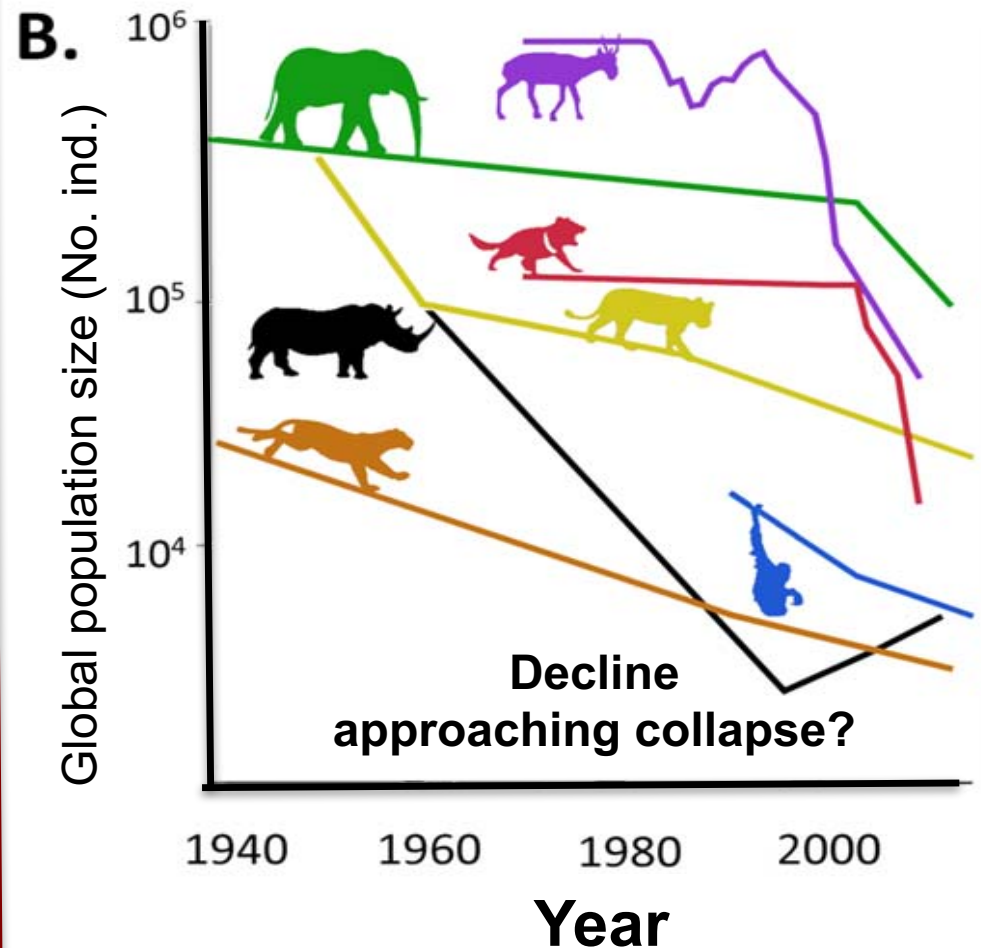 B.
Global population size (No. ind.)
10⁶
10⁵
10⁴
Decline
approaching collapse?
1940 1960 1980 2000
Year